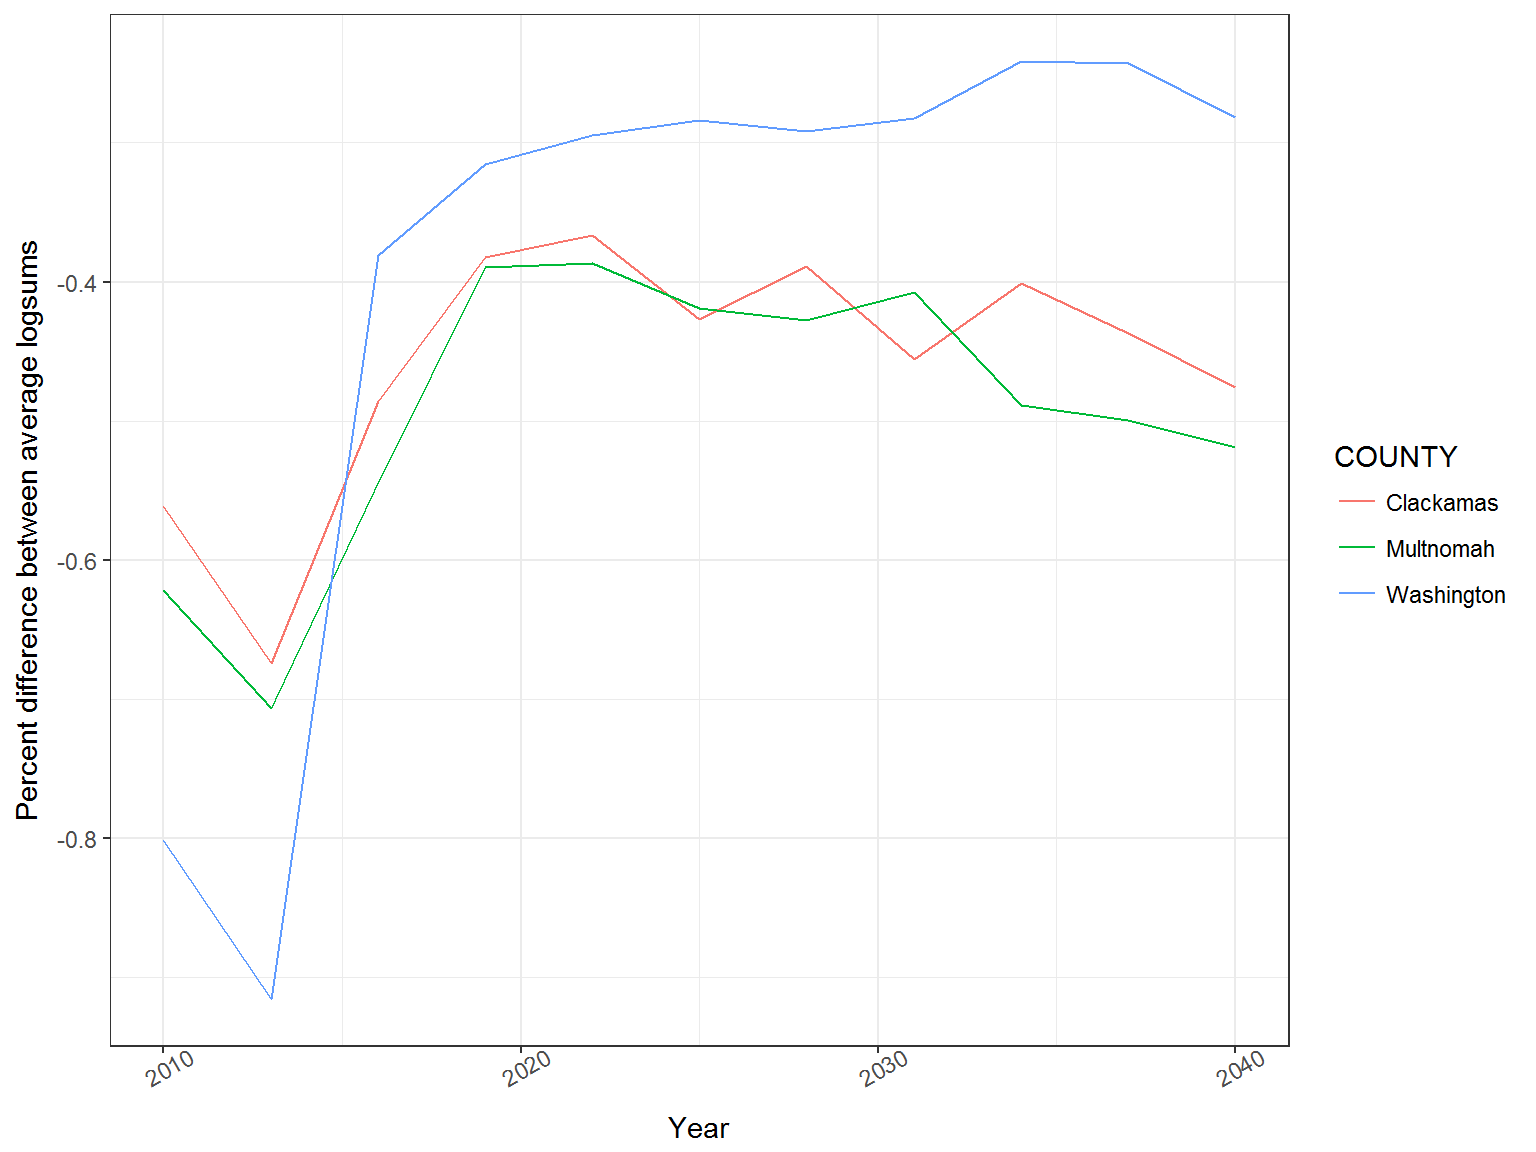 Percent difference between average logsums
-0.4
-0.6
-0.8
2010
2020
2030
2040
Year
COUNTY
Clackamas
Multnomah
Washington